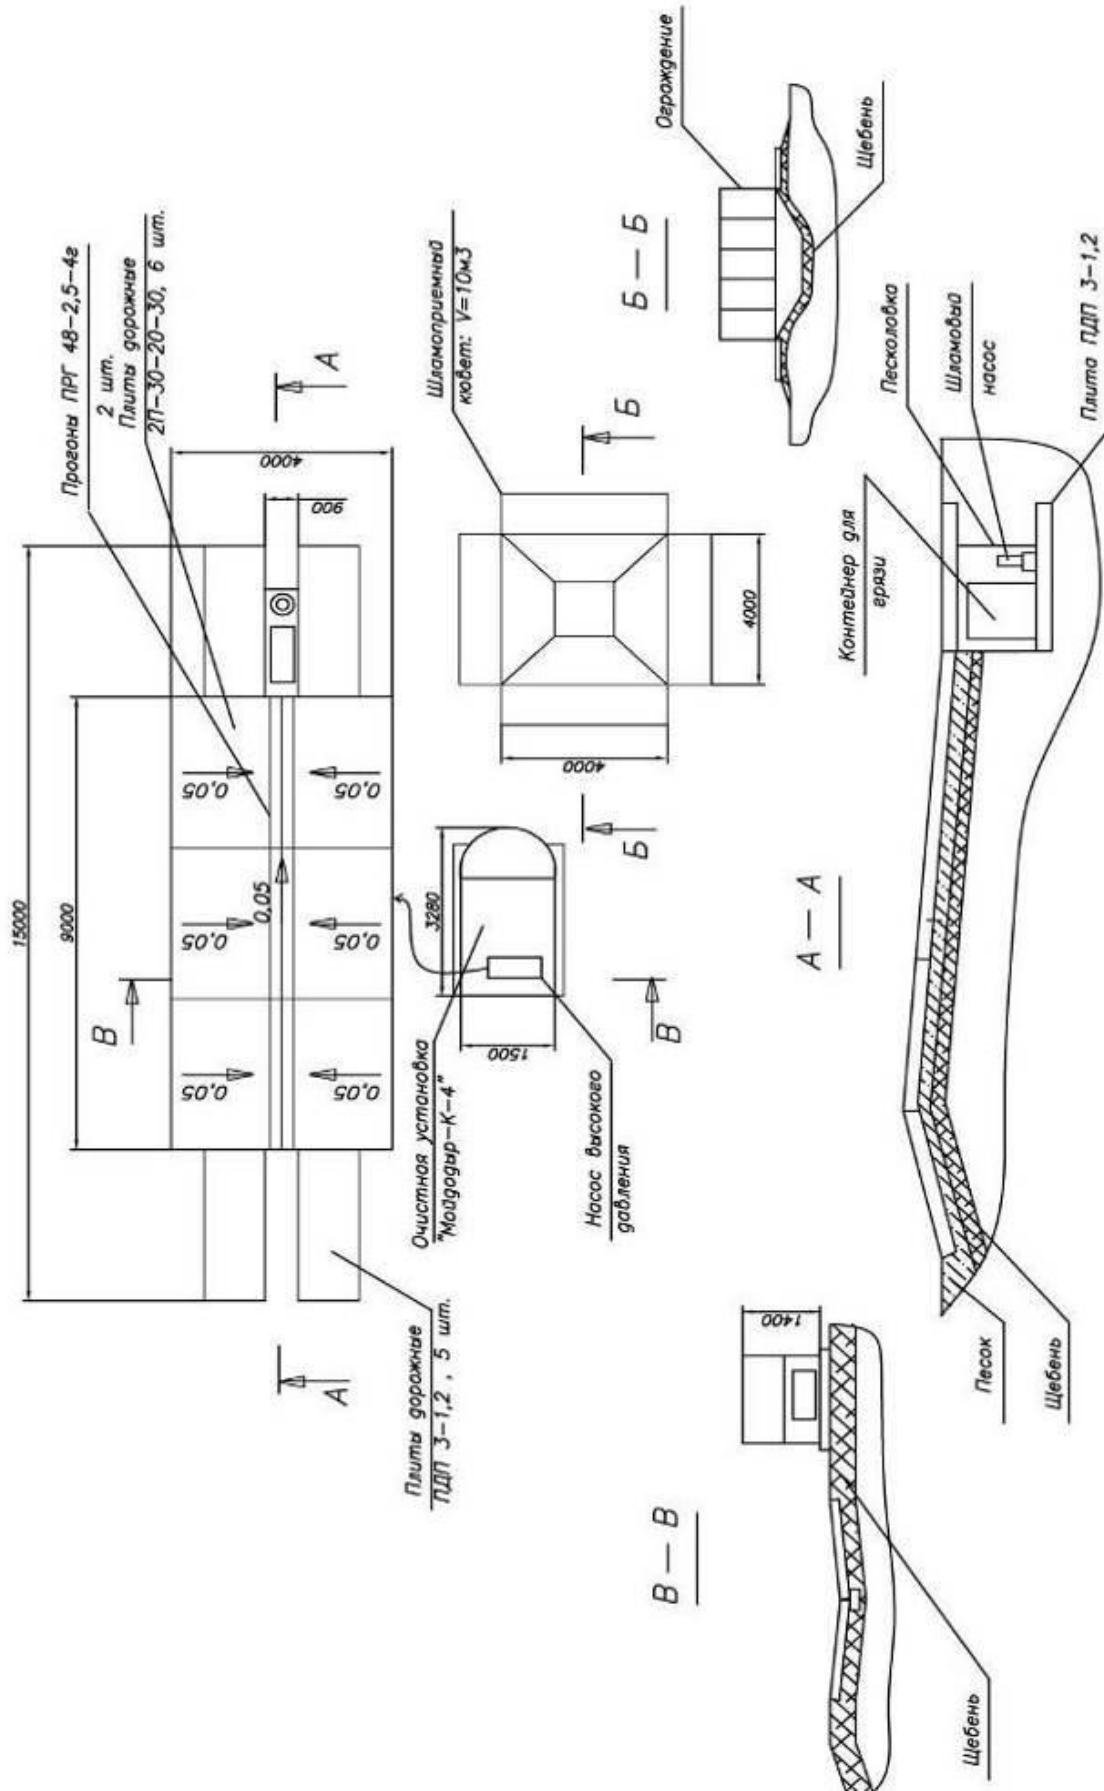 15000
9000
Прогоны ПРГ 48-2,5-4г
2 шт.
Плиты дорожные
2П-30-20-30, 6 шт.
В
0,05
0,05
0,05
0,05
0,05
0,05
0,05
4000
900
А
А
Плиты дорожные
ПДП 3-1,2 , 5 шт.
Очистная установка
"Мойдодыр-К-4"
3280
1500
Насос высокого
давления
В
Шламоприемный
кювет: V=10м3
4000
4000
Б
Б
В — В
1400
Щебень
Б — Б
Ограждение
Щебень
А — А
Контейнер для
грязи
Песколовка
Шламовый
насос
Плита ПДП 3-1,2
Песок
Щебень